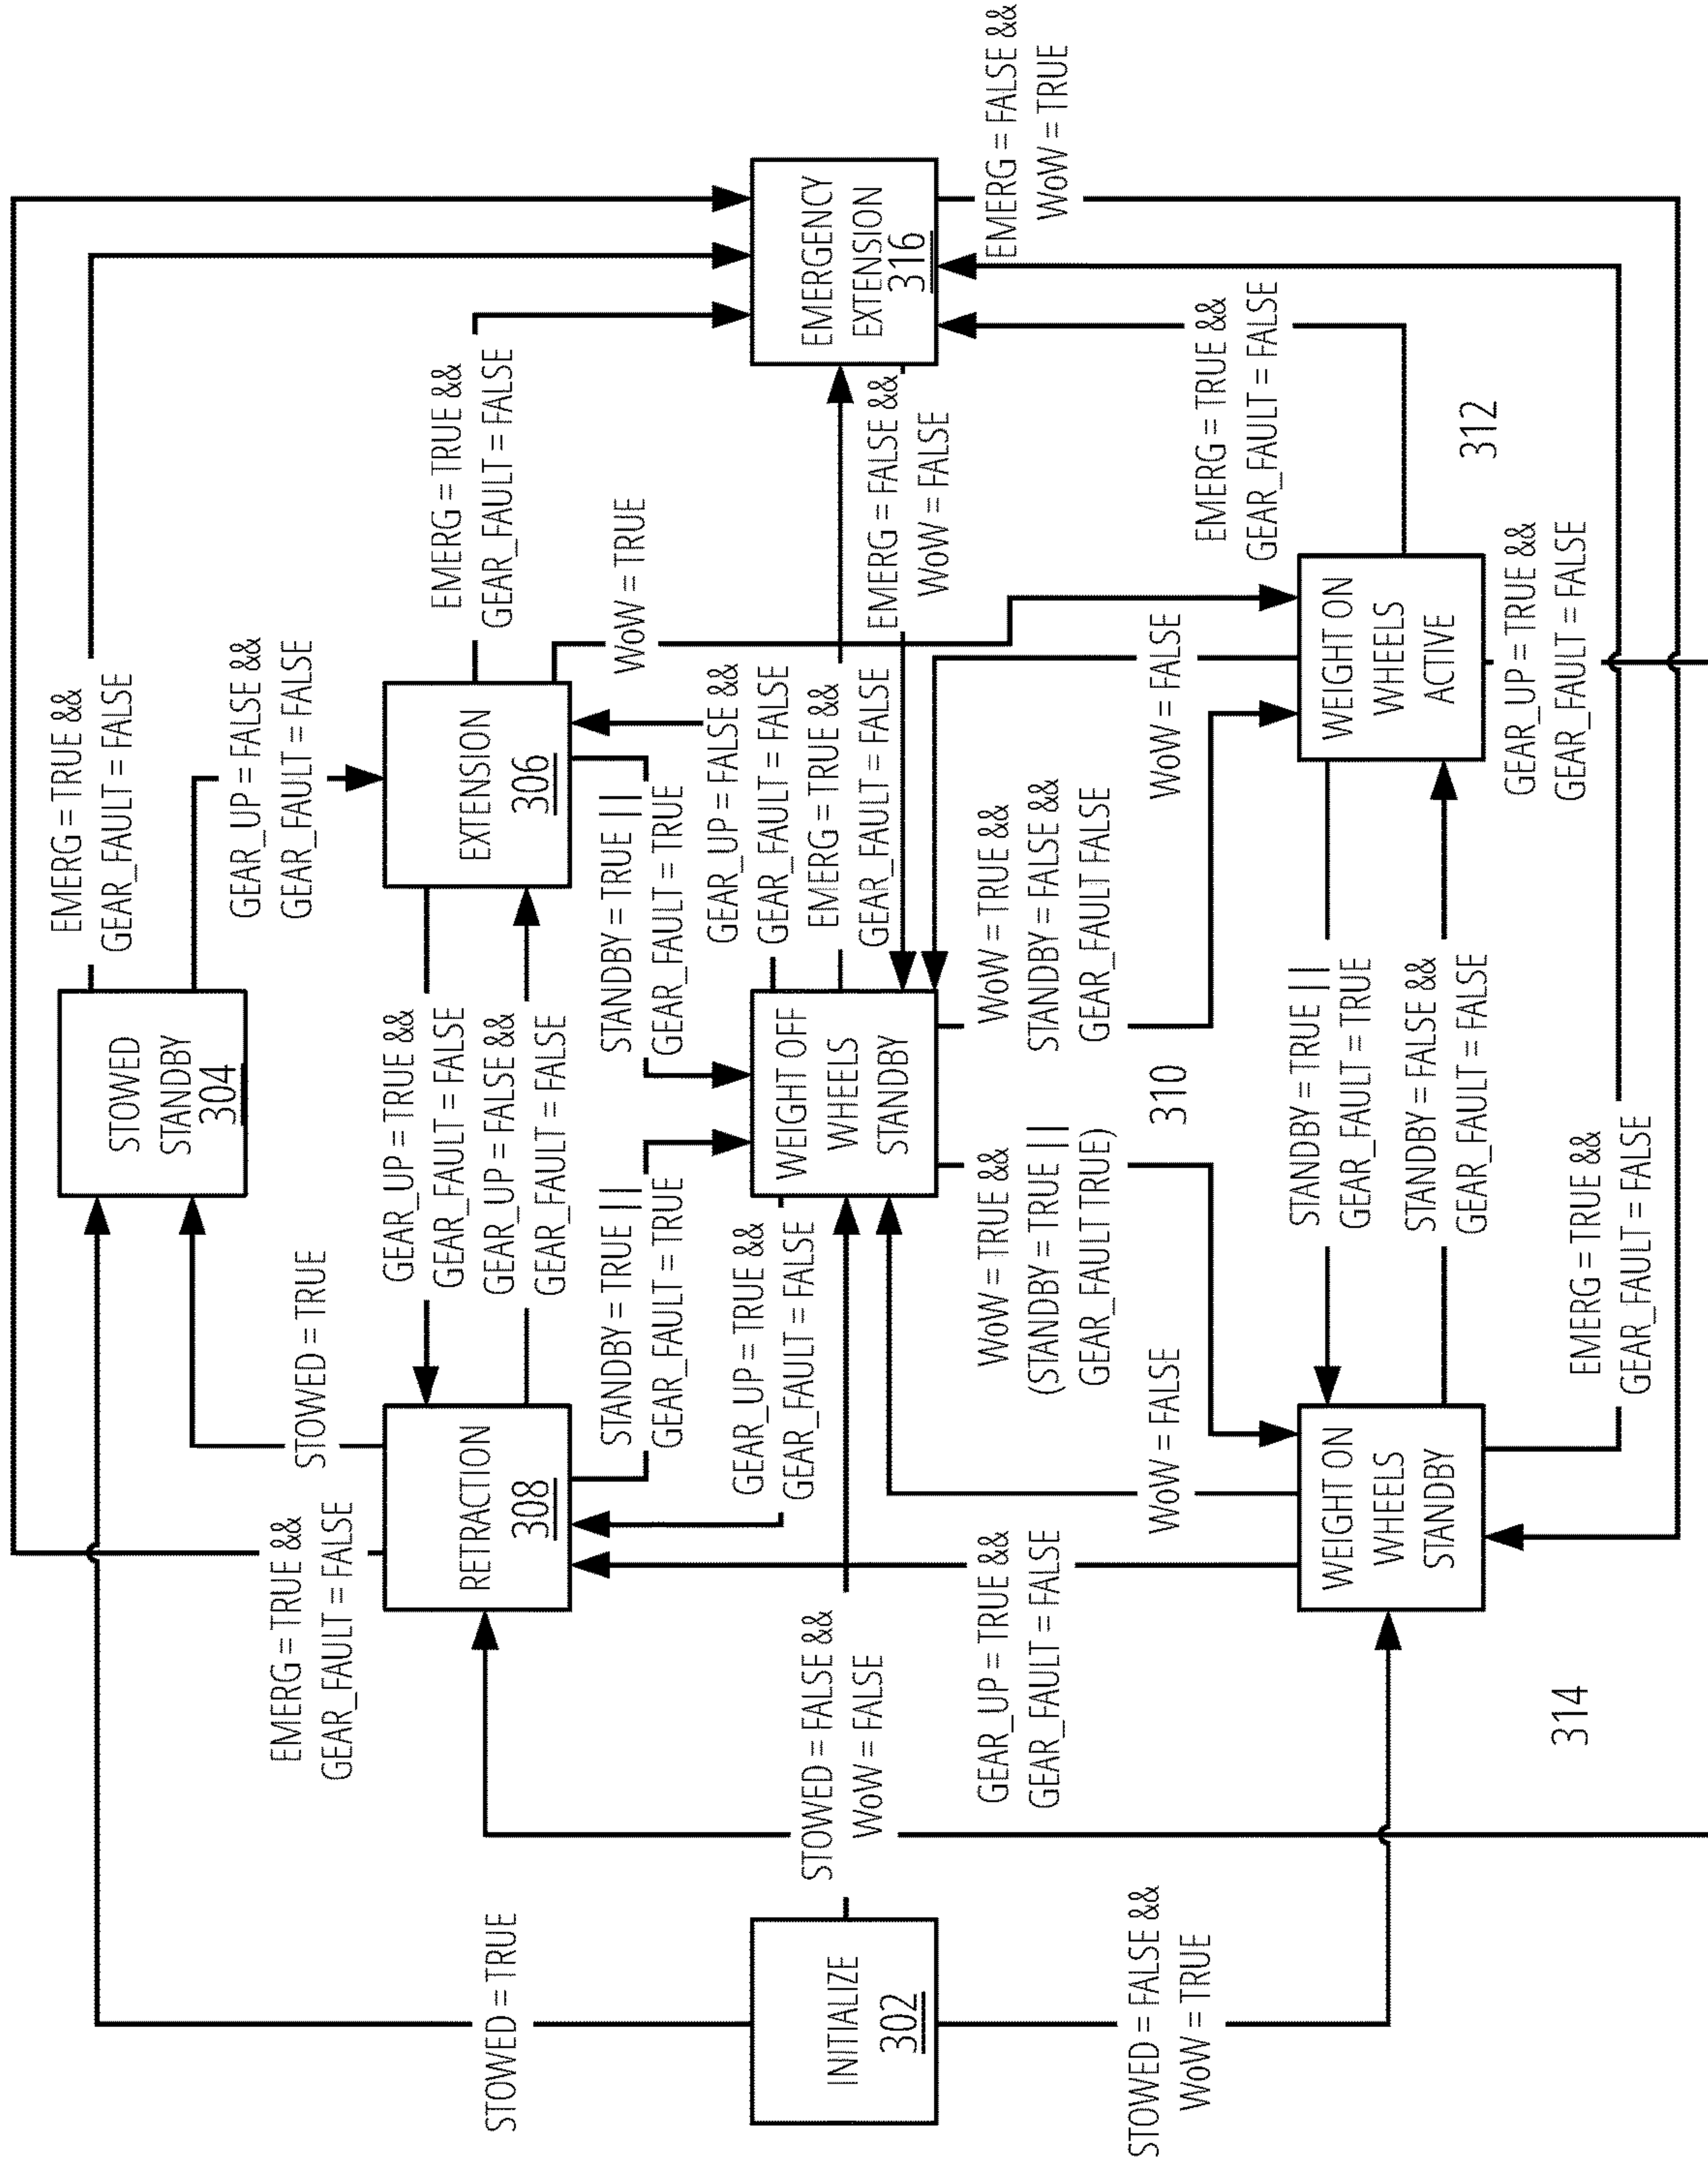 INITIALIZE
302
STOWED = TRUE
STOWED = FALSE &&
WoW = FALSE
STOWED = FALSE &&
WoW = TRUE
STOWED
STANDBY
304
EMERG = TRUE &&
GEAR_FAULT = FALSE
GEAR_UP = FALSE &&
GEAR_FAULT = FALSE
RETRACTION
308
EMERG = TRUE &&
GEAR_FAULT = FALSE
STOWED = TRUE
GEAR_UP = TRUE &&
GEAR_FAULT = FALSE
GEAR_UP = FALSE &&
GEAR_FAULT = FALSE
EXTENSION
306
EMERG = TRUE &&
GEAR_FAULT = FALSE
WoW = TRUE
STANDBY = TRUE ||
GEAR_FAULT = TRUE
STANDBY = TRUE ||
GEAR_FAULT = TRUE
GEAR_UP = TRUE &&
GEAR_FAULT = FALSE
GEAR_UP = FALSE &&
GEAR_FAULT = FALSE
WEIGHT OFF
WHEELS
STANDBY
310
EMERG = TRUE &&
GEAR_FAULT = FALSE
EMERG = FALSE &&
WoW = FALSE
EMERGENCY
EXTENSION
316
EMERG = FALSE &&
WoW = TRUE
GEAR_UP = TRUE &&
GEAR_FAULT = FALSE
WoW = FALSE
WoW = TRUE &&
(STANDBY = TRUE ||
GEAR_FAULT TRUE)
WoW = TRUE &&
STANDBY = FALSE &&
GEAR_FAULT FALSE
WoW = FALSE
EMERG = TRUE &&
GEAR_FAULT = FALSE
WEIGHT ON
WHEELS
STANDBY
314
STANDBY = TRUE ||
GEAR_FAULT = TRUE
STANDBY = FALSE &&
GEAR_FAULT = FALSE
WEIGHT ON
WHEELS
ACTIVE
312
EMERG = TRUE &&
GEAR_FAULT = FALSE
GEAR_UP = TRUE &&
GEAR_FAULT = FALSE